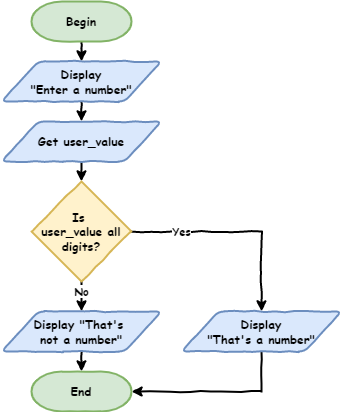 Begin
Display
"Enter a number"
Get user_value
Is
user_value all
digits?
Yes
No
Display "That's
not a number"
Display
"That's a number"
End